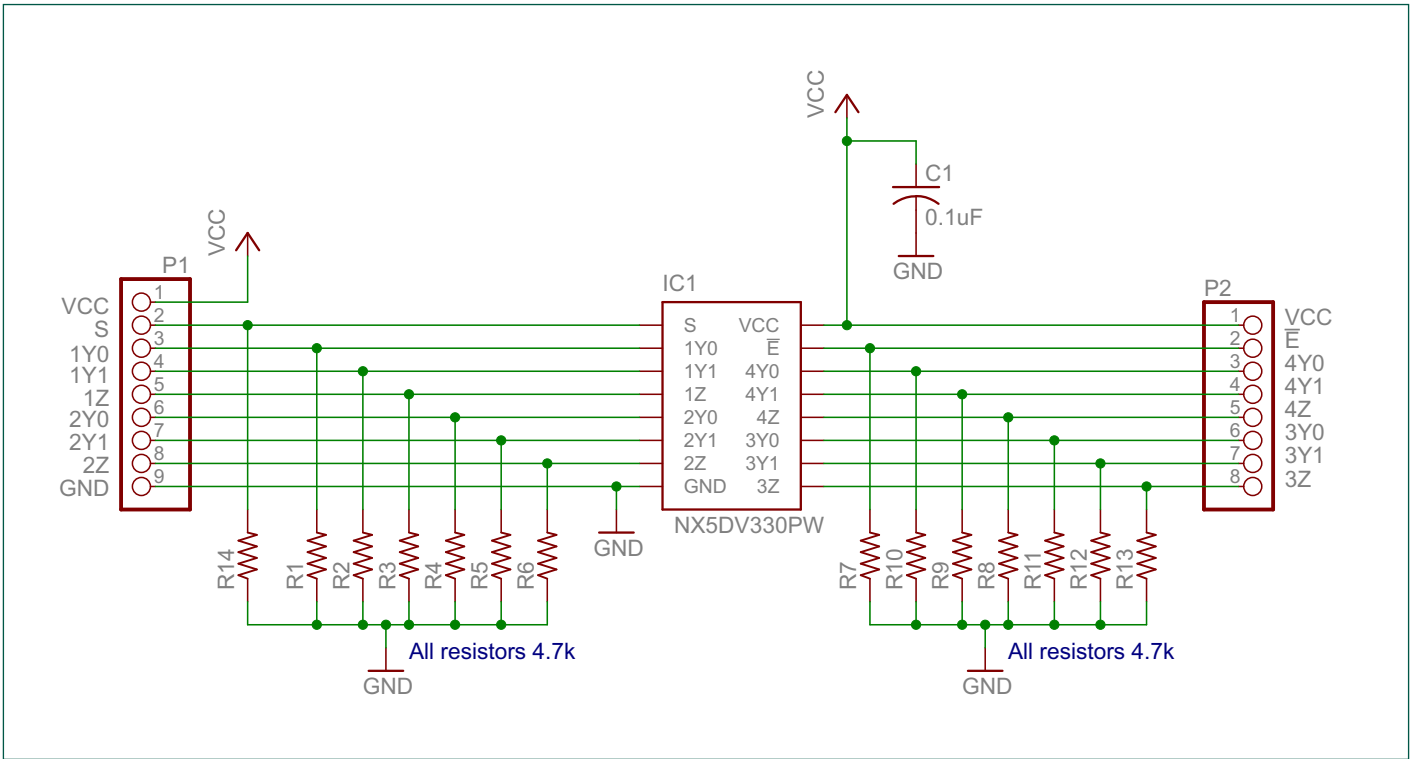 VCC
C1
0.1uF
GND
VCC
P1
VCC
S
1Y0
1Y1
1Z
2Y0
2Y1
2Z
GND
1
2
3
4
5
6
7
8
9
IC1
S
1Y0
1Y1
1Z
2Y0
2Y1
2Z
GND
VCC
E̅
4Y0
4Y1
4Z
3Y0
3Y1
3Z
NX5DV330PW
GND
P2
1
2
3
4
5
6
7
8
VCC
E̅
4Y0
4Y1
4Z
3Y0
3Y1
3Z
R14
R1
R2
R3
R4
R5
R6
All resistors 4.7k
GND
R7
R10
R9
R8
R11
R12
R13
All resistors 4.7k
GND